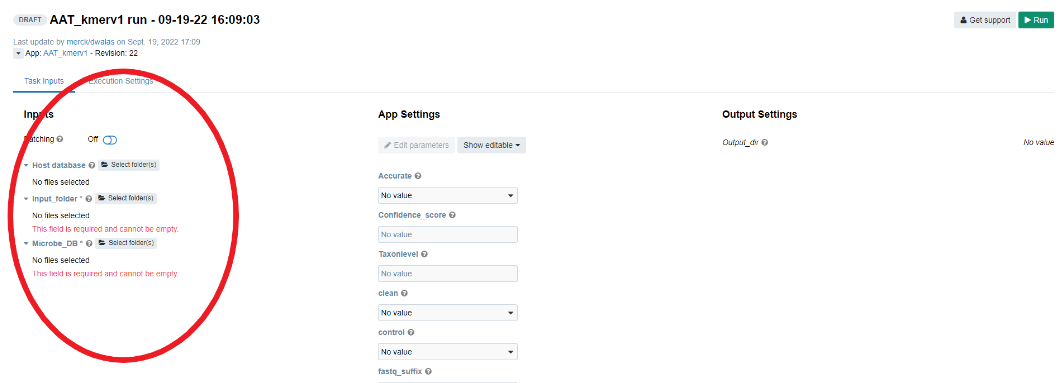 DRAFT AAT_kmerv1 run - 09-19-22 16:09:03
Get support Run
Last update by merck/dwalas on Sept. 19, 2022 17:09
App: AAT_kmerv1 - Revision: 22
Task Inputs Execution Settings
Inputs
Batching ? Off
Host database ? Select folder(s)
No files selected
Input_folder * ? Select folder(s)
No files selected
This field is required and cannot be empty.
Microbe_DB * ? Select folder(s)
No files selected
This field is required and cannot be empty.
App Settings
Edit parameters Show editable
Accurate ?
No value
Confidence_score ?
No value
Taxonlevel ?
No value
clean ?
No value
control ?
No value
fastq_suffix ?
Output Settings
Output_dir ? No value